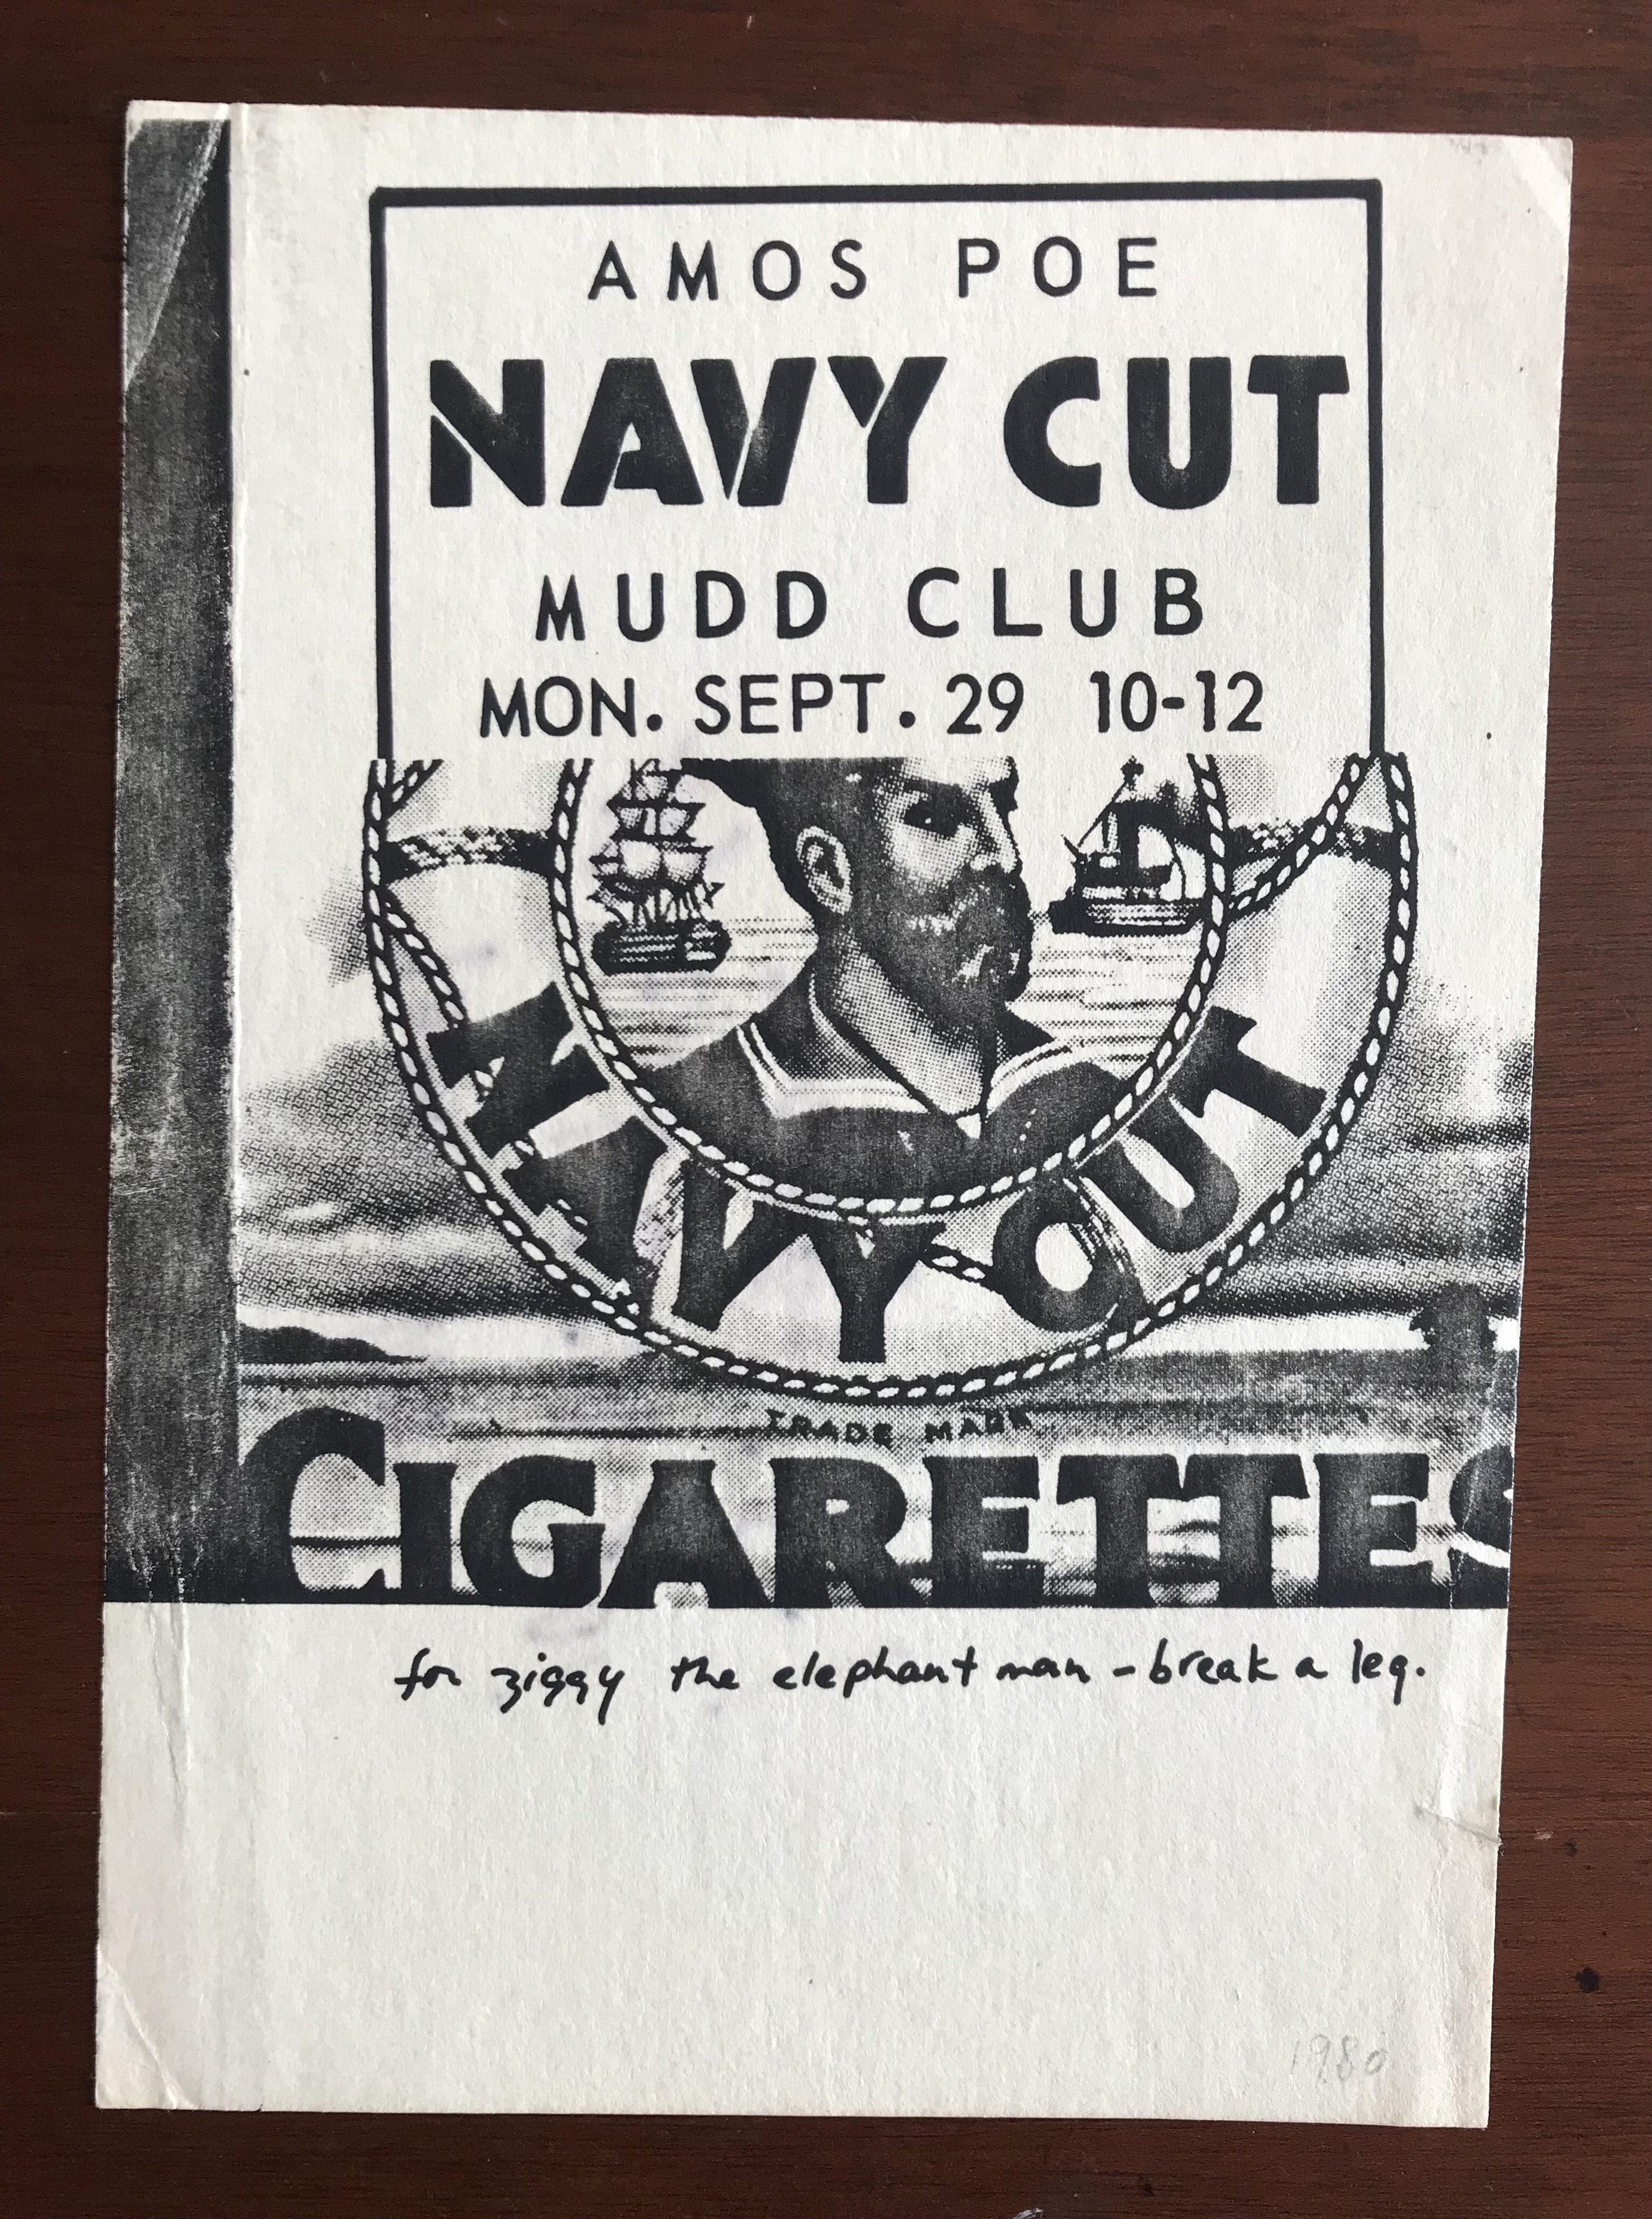 AMOS POE
NAVY CUT
MUDD CLUB
MON. SEPT. 29 10-12
NAVY CUT
TRADE MARK
CIGARETTES
for ziggy the elephant man - break a leg.
1980